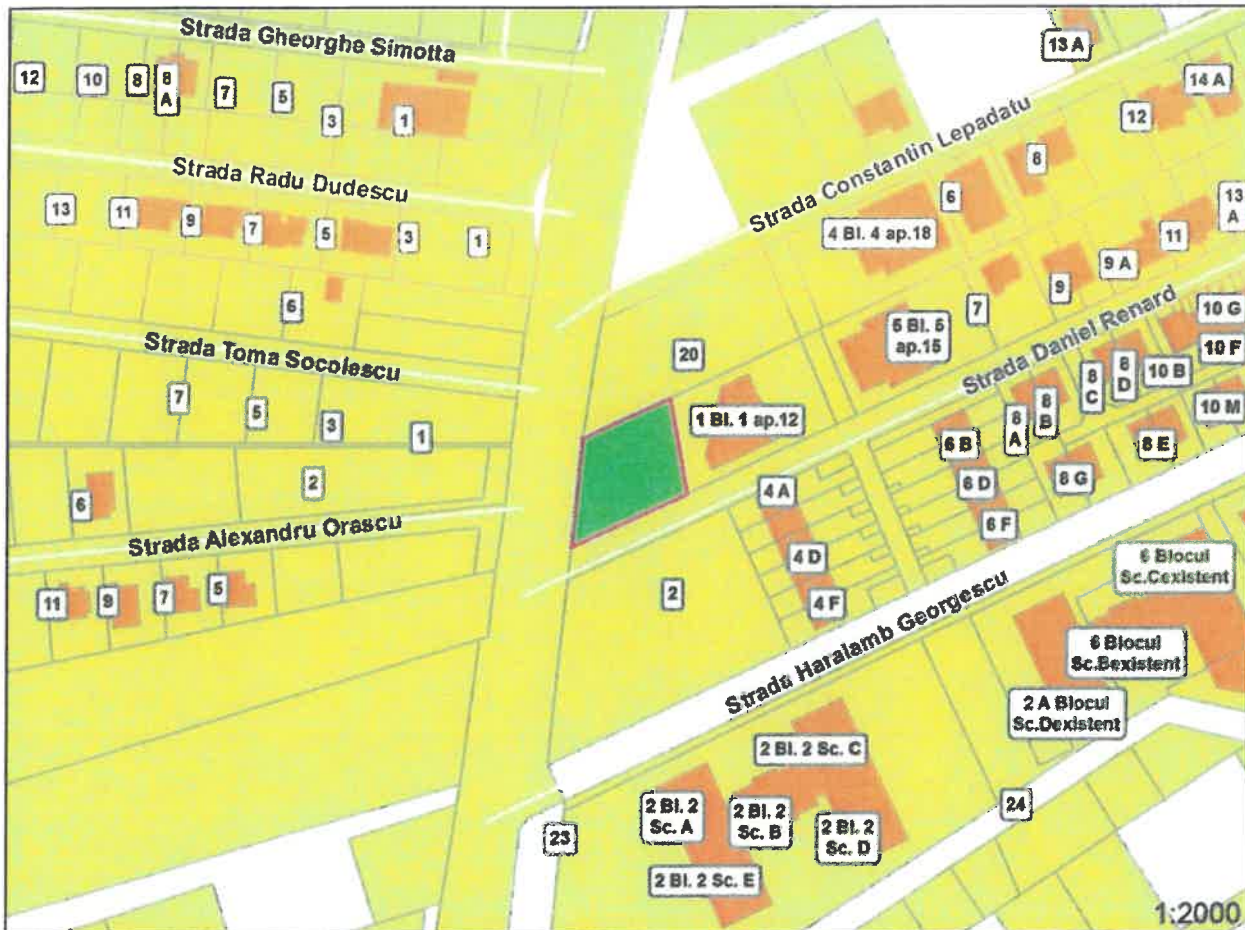 Strada Gheorghe Simotta
12
10
8
8
A
7
5
3
1
13 A
14 A
12
Strada Constantin Lepadatu
8
6
4 Bl. 4 ap.18
Strada Radu Dudescu
13
11
9
7
5
3
1
13
A
11
9 A
9
7
6
Strada Daniel Renard
5 Bl. 5
ap.15
10 G
10 F
10 B
10 M
8
D
8
C
8
B
8
A
8 E
8 G
Strada Toma Socolescu
7
5
3
1
20
1 Bl. 1 ap.12
6 B
6 D
6 F
4 A
4 D
4 F
2
6
2
Strada Alexandru Orascu
11
9
7
5
Strada Haralamb Georgescu
6 Blocul
Sc.Cexistent
6 Blocul
Sc.Bexistent
2 A Blocul
Sc.Dexistent
2 Bl. 2 Sc. C
2 Bl. 2
Sc. A
2 Bl. 2
Sc. B
2 Bl. 2
Sc. D
2 Bl. 2 Sc. E
23
24
1:2000